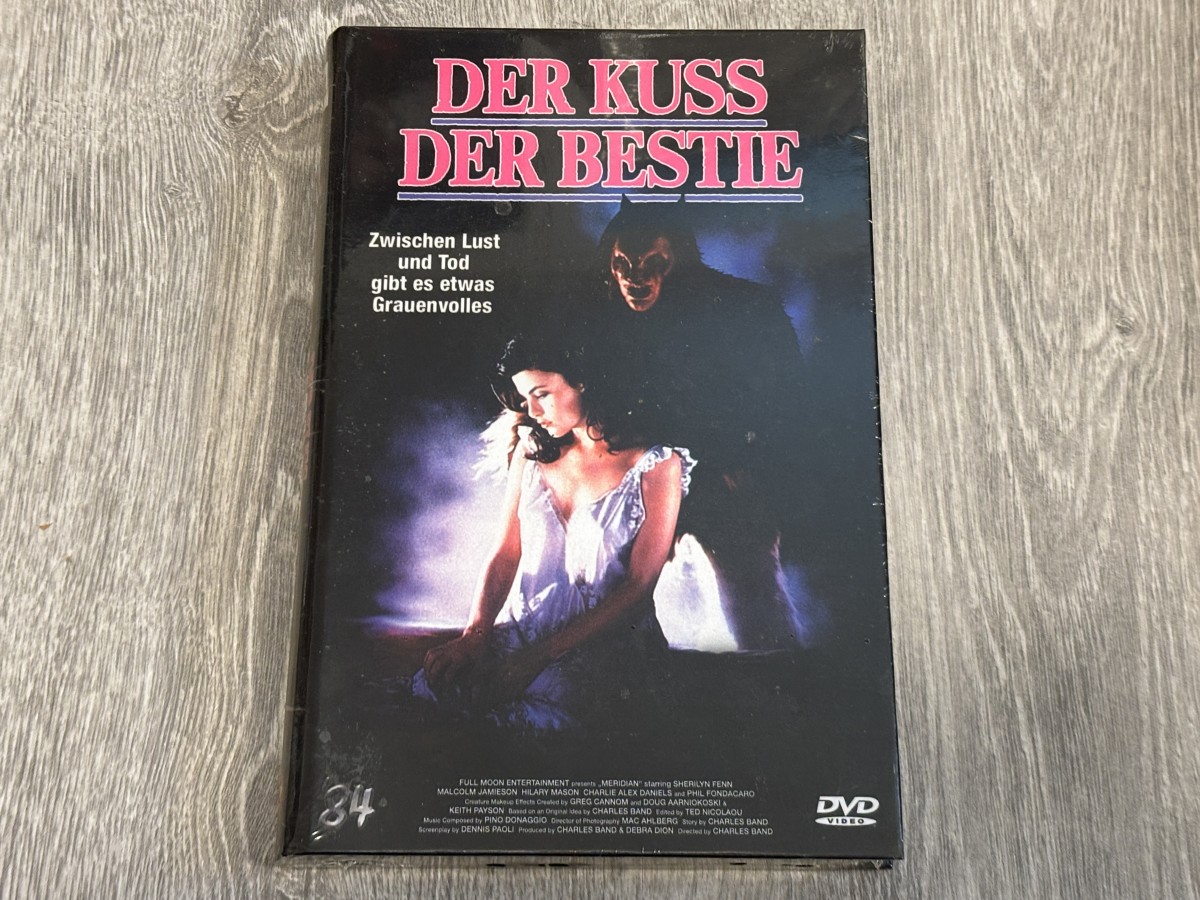 DER KUSS
DER BESTIE
Zwischen Lust
und Tod
gibt es etwas
Grauenvolles
FULL MOON ENTERTAINMENT presents „MERIDIAN" starring SHERILYN FENN
MALCOLM JAMIESON HILARY MASON CHARLIE ALEX DANIELS and PHIL FONDACARO
Creature Makeup Effects Created by GREG CANNOM and DOUG AARNIOKOSKI &
KEITH PAYSON Based on an Original Idea by CHARLES BAND Edited by TED NICOLAOU
Music Composed by PINO DONAGGIO Director of Photography MAC AHLBERG Story by CHARLES BAND
Screenplay by DENNIS PAOLI Produced by CHARLES BAND & DEBRA DION Directed by CHARLES BAND
84
DVD
VIDEO